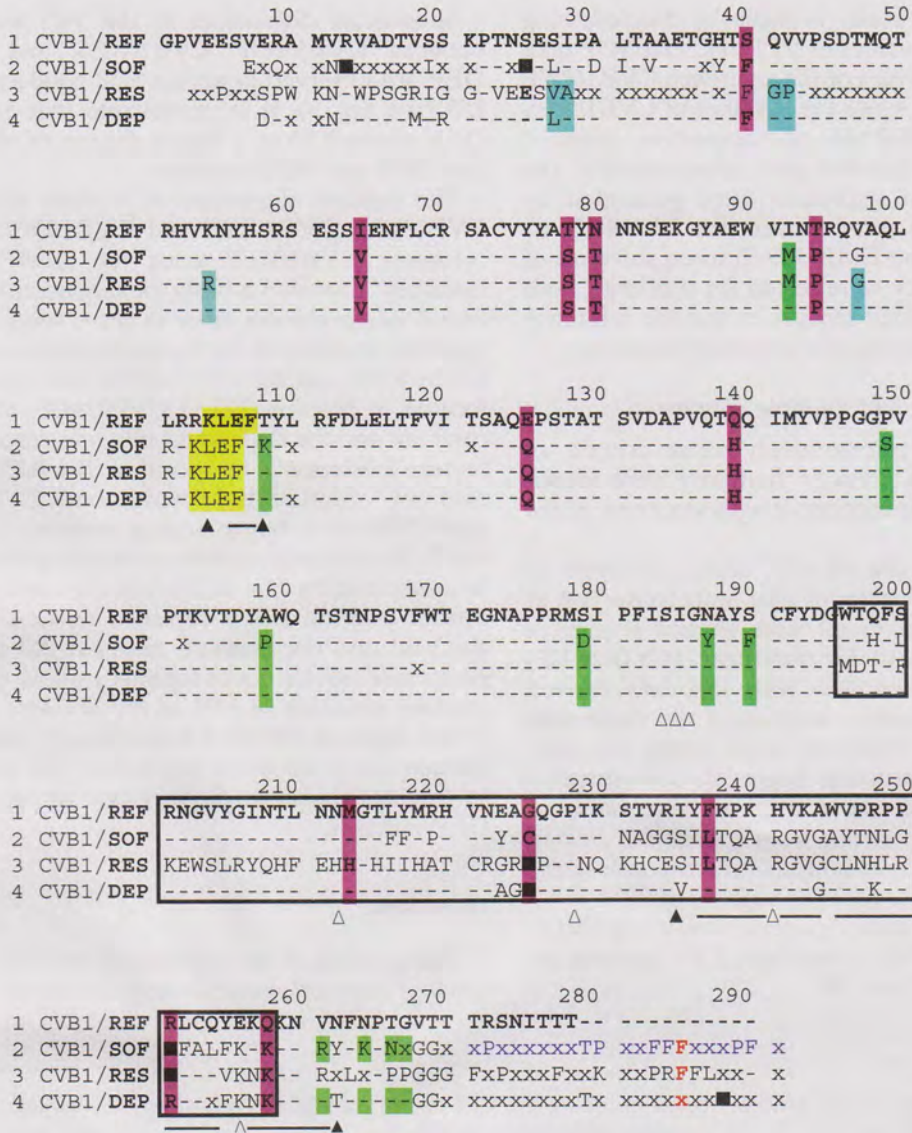 10 20 30 40 50
1 CVB1/REF GPVEESVERA MVRVADTVSS KPTNSESIPA LTAAETGHTS QVVPSDTMQT
2 CVB1/SOF ExQx xN■xxxxxIx x---■-L--D I-V---xY-F ----------
3 CVB1/RES xxPxxSPW KN-WPSGRIG G-VEESVAxx xxxxxx-x-F -GPxxxxxxx
4 CVB1/DEP D-x xN---M-R -------L-- ---------F ----------
60 70 80 90 100
1 CVB1/REF RHVKNYHSRS ESSIENFLCR SACVYYATYN NNSEKGYAEW VINTRQVAQL
2 CVB1/SOF ---------- ---V------ -------S-T ---------- --M-P--G--
3 CVB1/RES ---R------ ---V------ -------S-T ---------- --M-P--G--
4 CVB1/DEP ---------- ---V------ -------S-T ---------- ----P-----
110 120 130 140 150
1 CVB1/REF LRRKLEFTYL RFDLELTFVI TSAQEPSTAT SVDAPVQTQQ IMYVPPGGPV
2 CVB1/SOF R-KLEF-K-x ---------- x---Q----- ---------H --------S-
3 CVB1/RES R-KLEF---- ---------- ----Q----- ---------H ----------
4 CVB1/DEP R-KLEF---x ---------- ----Q----- ---------H ----------
▲ ▲
160 170 180 190 200
1 CVB1/REF PTKVTDYAWQ TSTNPSVFWT EGNAPPRMSI PFISIGNAYS CFYDGWTQFS
2 CVB1/SOF -x-----P-- ---------- ---------D -------Y--F -------H-L
3 CVB1/RES ---------- --------x- ---------- ---------- -----MDT-F
4 CVB1/DEP ---------- ---------- ---------- ---------- ----------
△△△
210 220 230 240 250
1 CVB1/REF RNGVYGINTL NNMGTLYMRH VNEAGQGPIK STVRIYFKPK HVKAWVPRPP
2 CVB1/SOF ---------- -----FF-P- --Y-C----- NAGGSILTQA RGVGAYTNLG
3 CVB1/RES KEWSLRYQHF EHH-HIIHAT CRGR■P--NQ KHCESILTQA RGVGCLNHLR
4 CVB1/DEP ---------- ---------- --AG■----- ----V-L--- ---G---K--
△ △ ▲ △
260 270 280 290
1 CVB1/REF RLCQYEKQKN VNFNPTGVTT TRSNITTT-- ----------
2 CVB1/SOF ■FALFK-K-- RY-K-NxGGx xPxxxxxxTP xxFFFxxxPF x
3 CVB1/RES ■---VKNK-- RxLx-PPGGG FxPxxxFxxK xxPRFFLx-- x
4 CVB1/DEP R--xFKNK-- -T-----GGx xxxxxxxxTx xxxxxxx■xx x
△ ▲